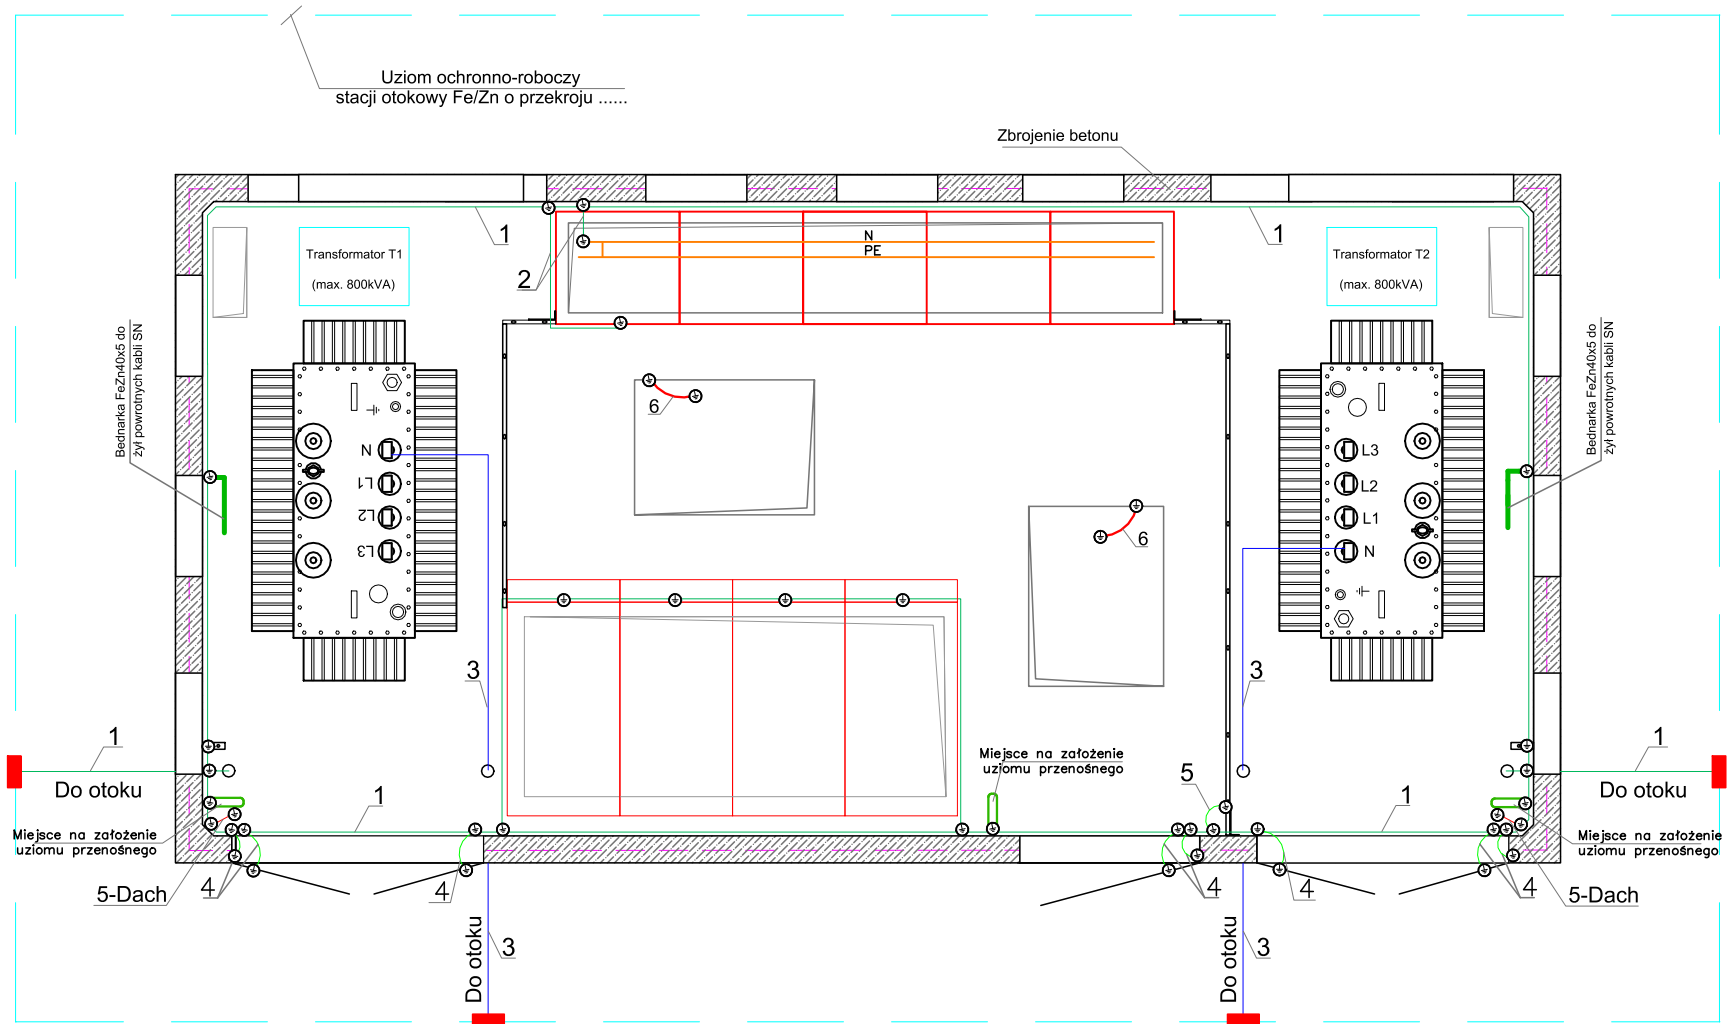 Uziom ochronno-roboczy
stacji otokowy Fe/Zn o przekroju ......
Zbrojenie betonu
1
1
N
PE
2
Transformator T1
(max. 800kVA)
Transformator T2
(max. 800kVA)
Bednarka FeZn40x5 do
żył powrotnych kabli SN
Bednarka FeZn40x5 do
żył powrotnych kabli SN
6
N
L1
L2
L3
L3
L2
L1
N
6
3
3
1
Do otoku
1
Do otoku
Miejsce na założenie
uziomu przenośnego
5
1
1
Miejsce na założenie
uziomu przenośnego
Miejsce na założenie
uziomu przenośnego
5-Dach
4
4
4
4
4
5-Dach
Do otoku
3
Do otoku
3